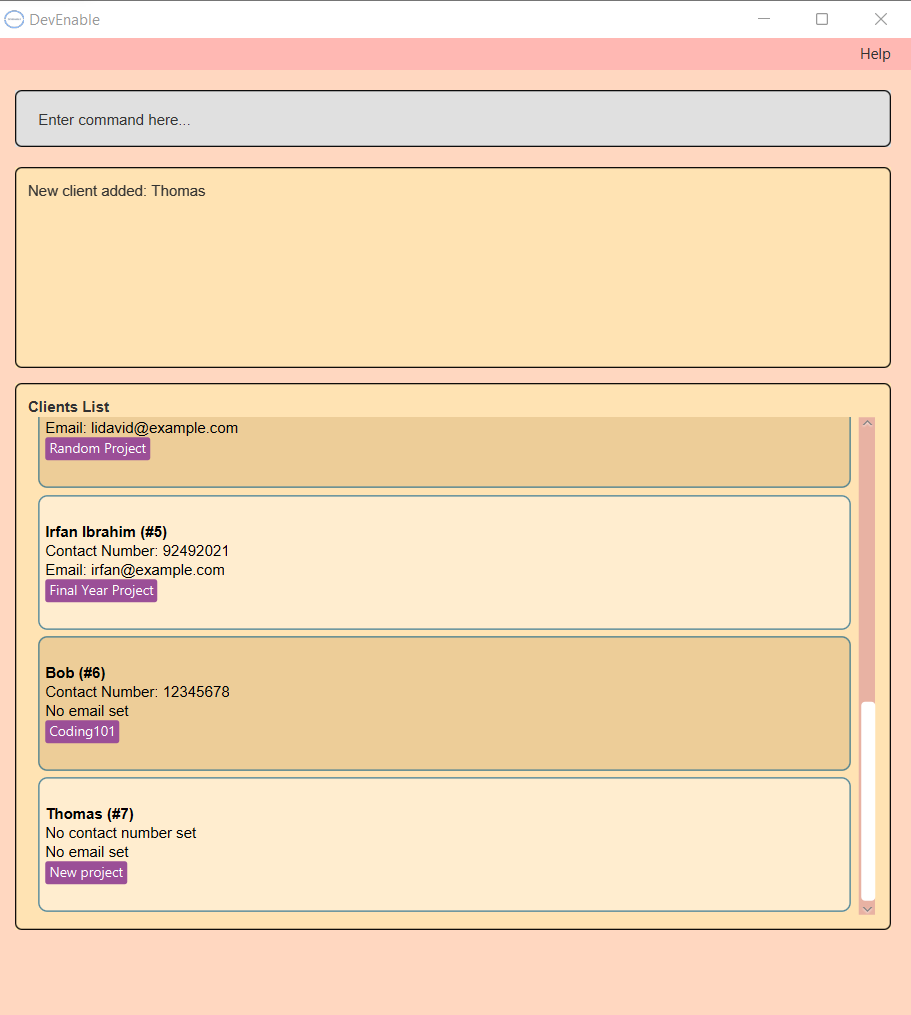 DevEnable
Help
Enter command here...
New client added: Thomas
Clients List
Email: lidavid@example.com
Random Project
Irfan Ibrahim (#5)
Contact Number: 92492021
Email: irfan@example.com
Final Year Project
Bob (#6)
Contact Number: 12345678
No email set
Coding101
Thomas (#7)
No contact number set
No email set
New project